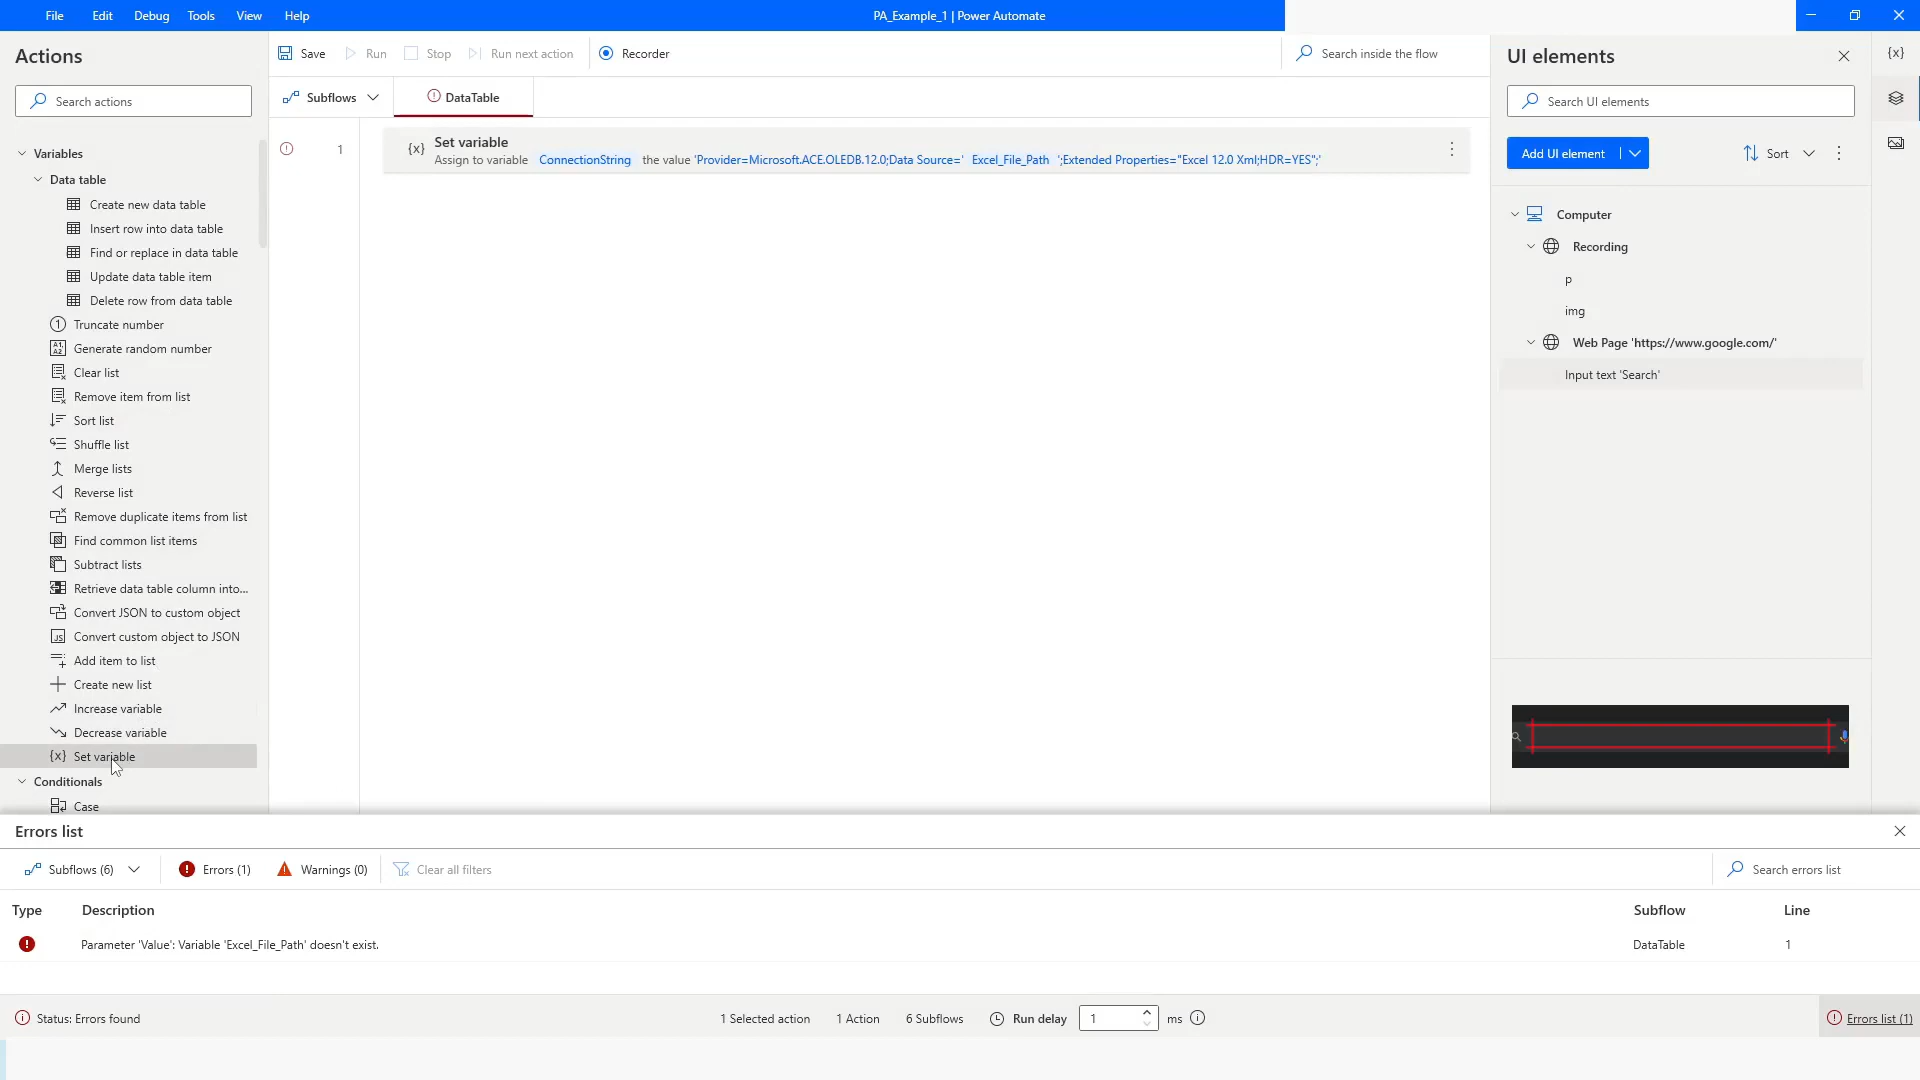 File Edit Debug Tools View Help
PA_Example_1 | Power Automate
Actions
Search actions
Variables
Data table
Create new data table
Insert row into data table
Find or replace in data table
Update data table item
Delete row from data table
Truncate number
Generate random number
Clear list
Remove item from list
Sort list
Shuffle list
Merge lists
Reverse list
Remove duplicate items from list
Find common list items
Subtract lists
Retrieve data table column into...
Convert JSON to custom object
Convert custom object to JSON
Add item to list
Create new list
Increase variable
Decrease variable
{x} Set variable
Conditionals
Case
Save Run Stop Run next action Recorder
Search inside the flow
Subflows
DataTable
1
{x} Set variable
Assign to variable ConnectionString the value 'Provider=Microsoft.ACE.OLEDB.12.0;Data Source=' Excel_File_Path ';Extended Properties="Excel 12.0 Xml;HDR=YES";'
UI elements
{x}
Search UI elements
Add UI element
Sort
Computer
Recording
p
img
Web Page 'https://www.google.com/'
Input text 'Search'
Errors list
Subflows (6) Errors (1) Warnings (0) Clear all filters
Search errors list
Type Description Subflow Line
Parameter 'Value': Variable 'Excel_File_Path' doesn't exist. DataTable 1
Status: Errors found
1 Selected action 1 Action 6 Subflows Run delay 1 ms
Errors list (1)